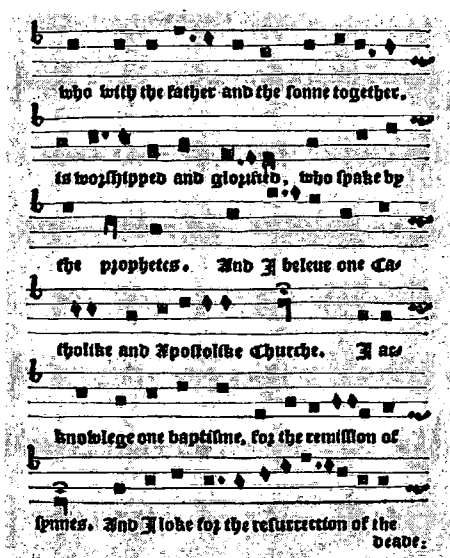 who with the father and the sonne together,
is worshipped and glorified, who spake by
the prophetes. And I beleue one Ca⸗
tholike and Apostolike Churche. I ac⸗
knowlege one baptisme, for the remission of
synnes. And I loke for the resurrection of the
deade: